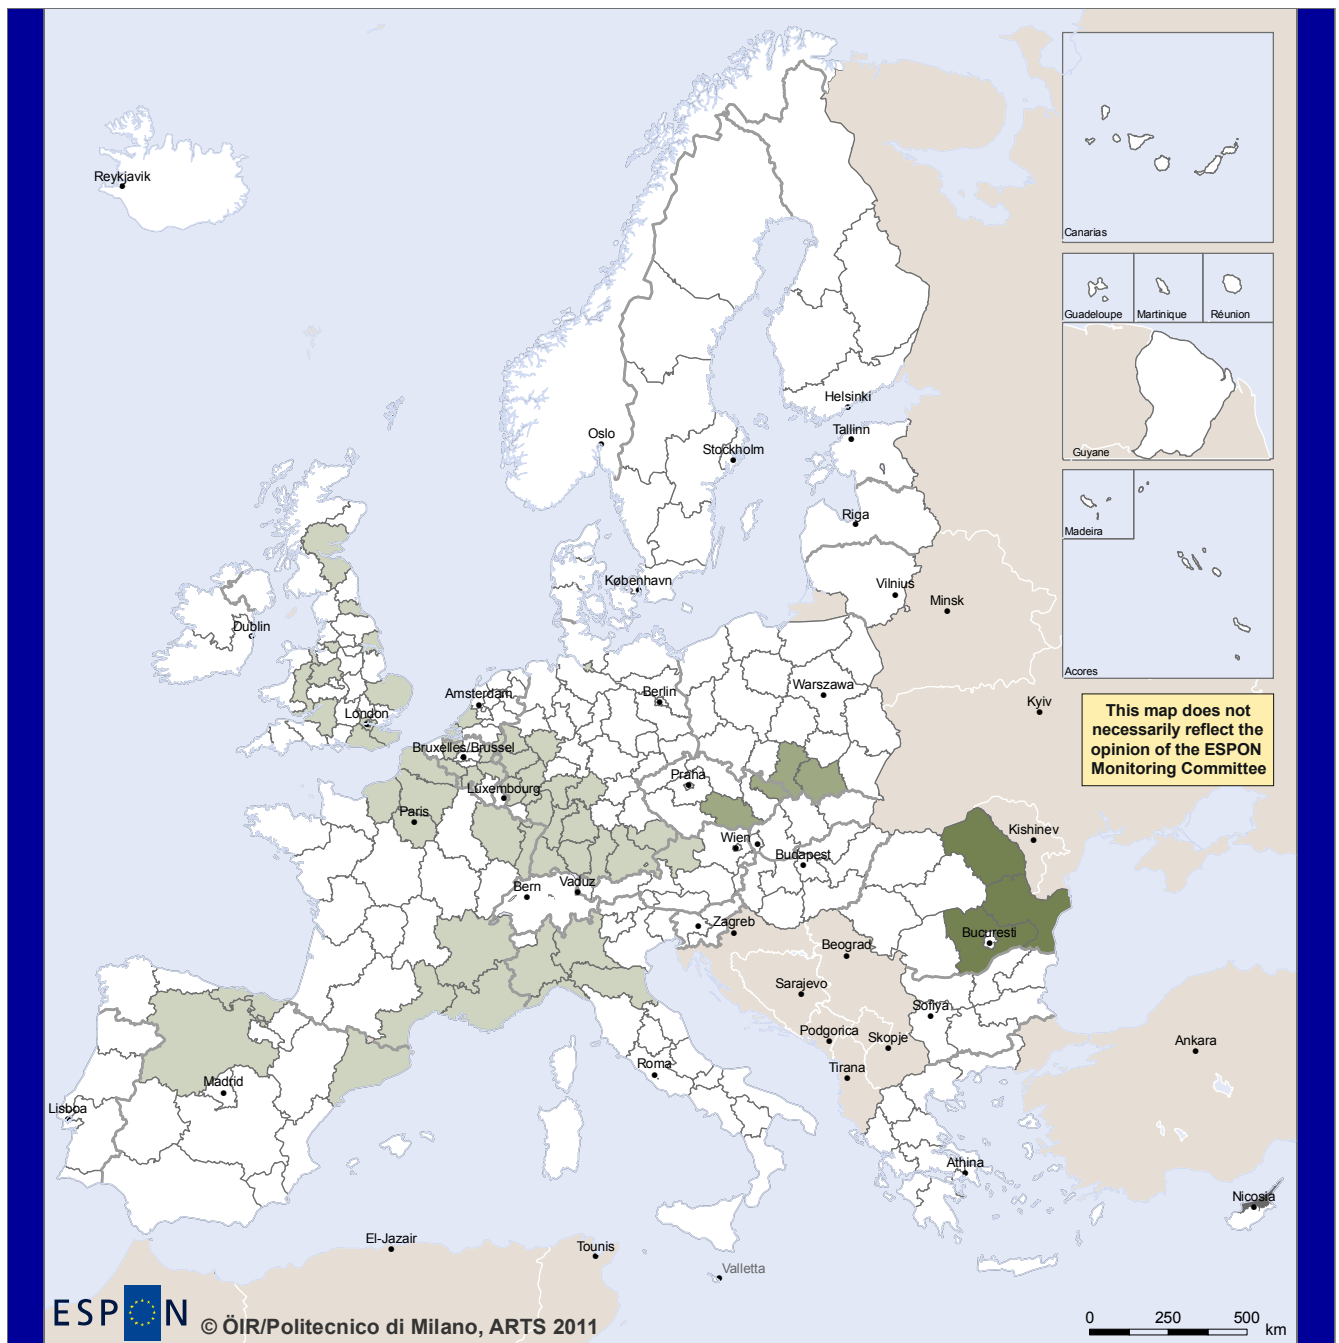 Reykjavik
Canarias
Guadeloupe
Martinique
Réunion
Guyane
Helsinki
Tallinn
Oslo
Stockholm
Madeira
Riga
Acores
København
Vilnius
Minsk
Dublin
Amsterdam
Berlin
Warszawa
Kyiv
London
This map does not
necessarily reflect the
opinion of the ESPON
Monitoring Committee
Bruxelles/Brussel
Praha
Luxembourg
Paris
Kishinev
Wien
Budapest
Bern
Vaduz
Zagreb
Bucuresti
Beograd
Sarajevo
Sofiya
Podgorica
Skopje
Ankara
Roma
Tirana
Madrid
Lisboa
Athina
Nicosia
El-Jazair
Tounis
Valletta
ESPON
© ÖIR/Politecnico di Milano, ARTS 2011
0 250 500
km